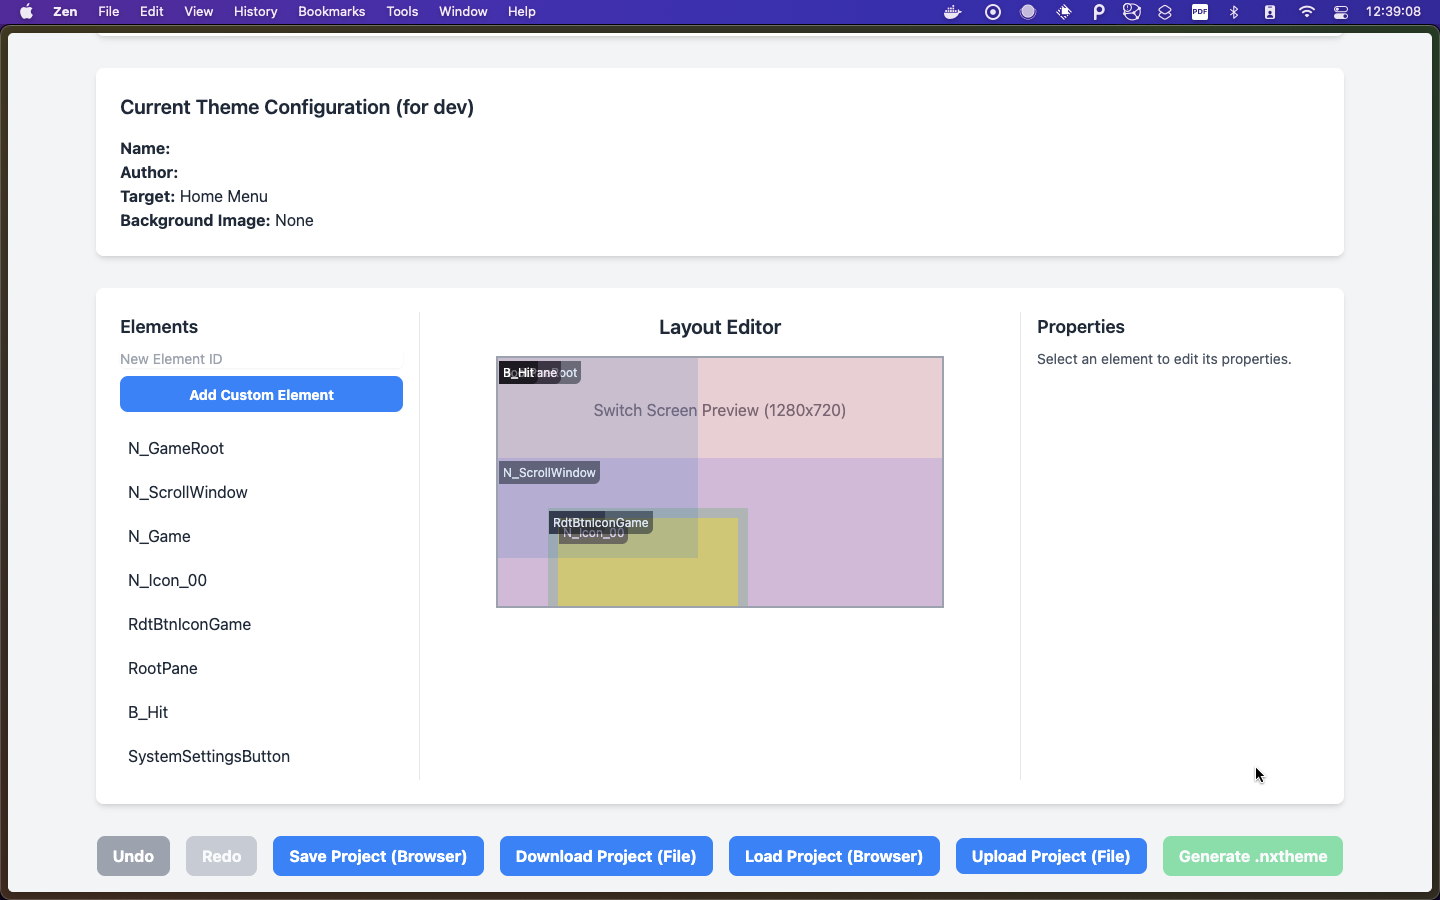 Zen File Edit View History Bookmarks Tools Window Help
PDF
12:39:08
Current Theme Configuration (for dev)
Name:
Author:
Target: Home Menu
Background Image: None
Elements
New Element ID
Add Custom Element
N_GameRoot
N_ScrollWindow
N_Game
N_Icon_00
RdtBtnIconGame
RootPane
B_Hit
SystemSettingsButton
Layout Editor
B_Hit
Switch Screen Preview (1280x720)
N_ScrollWindow
RdtBtnIconGame
N_Icon_00
Properties
Select an element to edit its properties.
Undo
Redo
Save Project (Browser)
Download Project (File)
Load Project (Browser)
Upload Project (File)
Generate .nxtheme